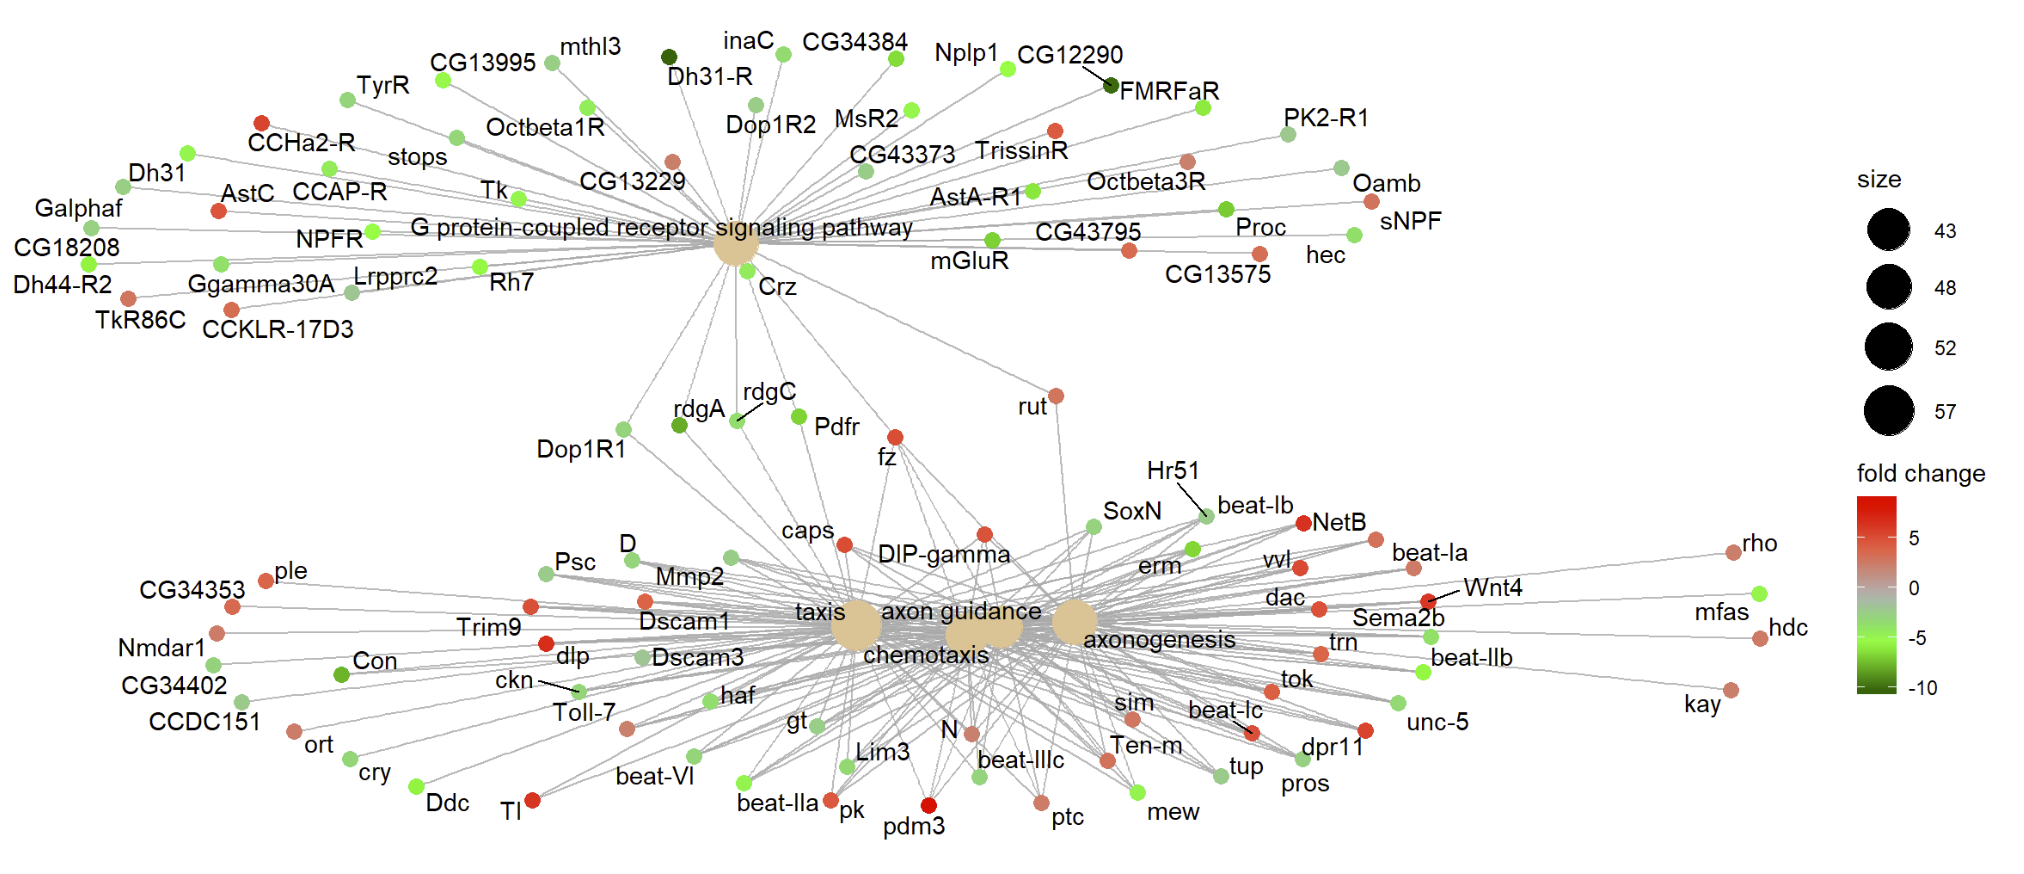 mthl3
inaC
CG34384
Nplp1
CG12290
CG13995
Dh31-R
TyrR
FMRFaR
Octbeta1R
Dop1R2
MsR2
PK2-R1
CCHa2-R
stops
CG43373
TrissinR
Dh31
CG13229
Octbeta3R
Oamb
AstC
CCAP-R
Tk
AstA-R1
Galphaf
sNPF
NPFR
G protein-coupled receptor signaling pathway
CG43795
Proc
CG18208
mGluR
hec
Dh44-R2
Ggamma30A
Lrpprc2
Rh7
Crz
CG13575
TkR86C
CCKLR-17D3
rdgA
rdgC
rut
Dop1R1
Pdfr
fz
Hr51
SoxN
beat-Ib
NetB
caps
DIP-gamma
D
Psc
Mmp2
erm
vvl
beat-Ia
rho
CG34353
ple
Wnt4
taxis
axon guidance
dac
Sema2b
mfas
Trim9
Dscam1
hdc
Nmdar1
dlp
Dscam3
chemotaxis
axonogenesis
trn
beat-IIb
CG34402
Con
ckn
tok
kay
CCDC151
Toll-7
haf
gt
sim
beat-Ic
unc-5
ort
N
Ten-m
dpr11
cry
beat-VI
Lim3
beat-IIIc
tup
pros
Ddc
Tl
beat-IIa
pk
pdm3
ptc
mew
size
43
48
52
57
fold change
5
0
-5
-10